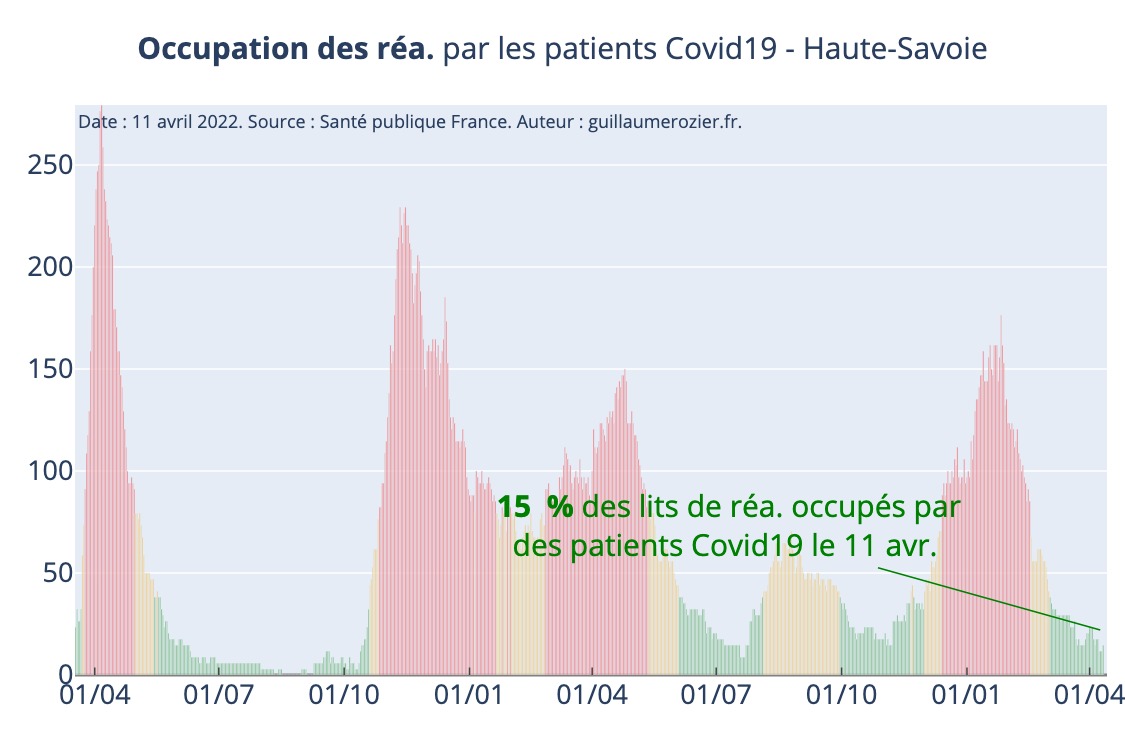 Occupation des réa. par les patients Covid19 - Haute-Savoie
Date : 11 avril 2022. Source : Santé publique France. Auteur : guillaumerozier.fr.
250
200
150
100
15 % des lits de réa. occupés par
des patients Covid19 le 11 avr.
50
0
01/04 01/07 01/10 01/01 01/04 01/07 01/10 01/01 01/04